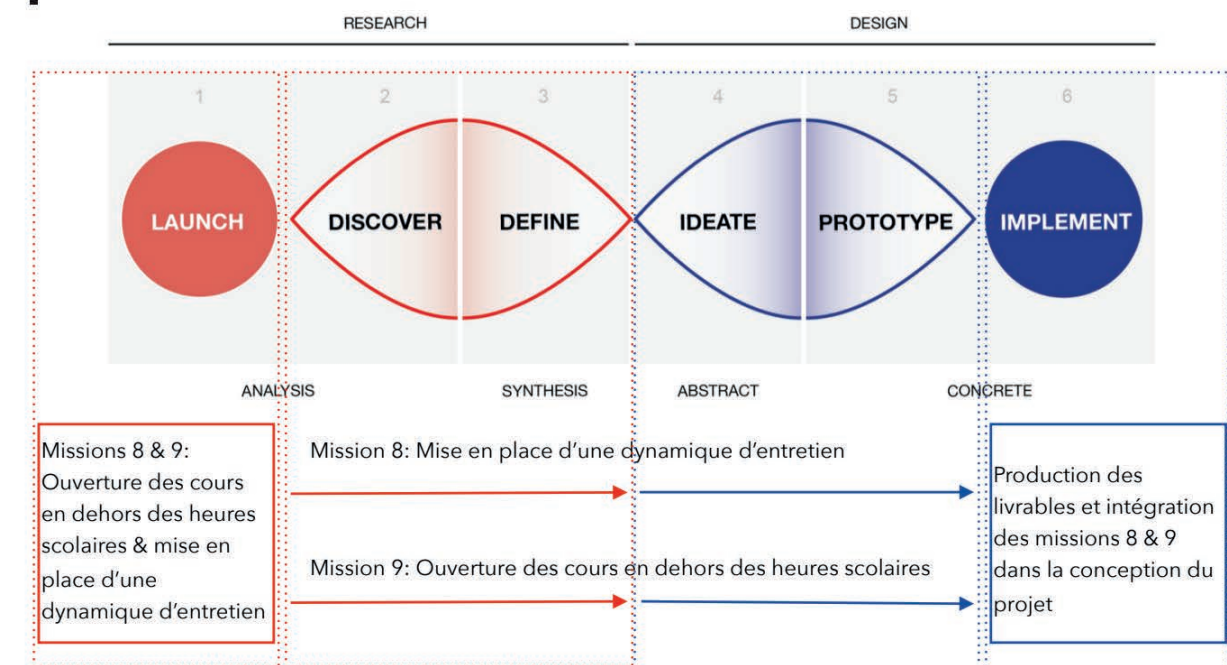 RESEARCH
DESIGN
1
2
3
4
5
6
LAUNCH
DISCOVER
DEFINE
IDEATE
PROTOTYPE
IMPLEMENT
ANALYSIS
SYNTHESIS
ABSTRACT
CONCRETE
Missions 8 & 9:
Ouverture des cours
en dehors des heures
scolaires & mise en
place d’une
dynamique d’entretien
Mission 8: Mise en place d’une dynamique d’entretien
Mission 9: Ouverture des cours en dehors des heures scolaires
Production des
livrables et intégration
des missions 8 & 9
dans la conception du
projet